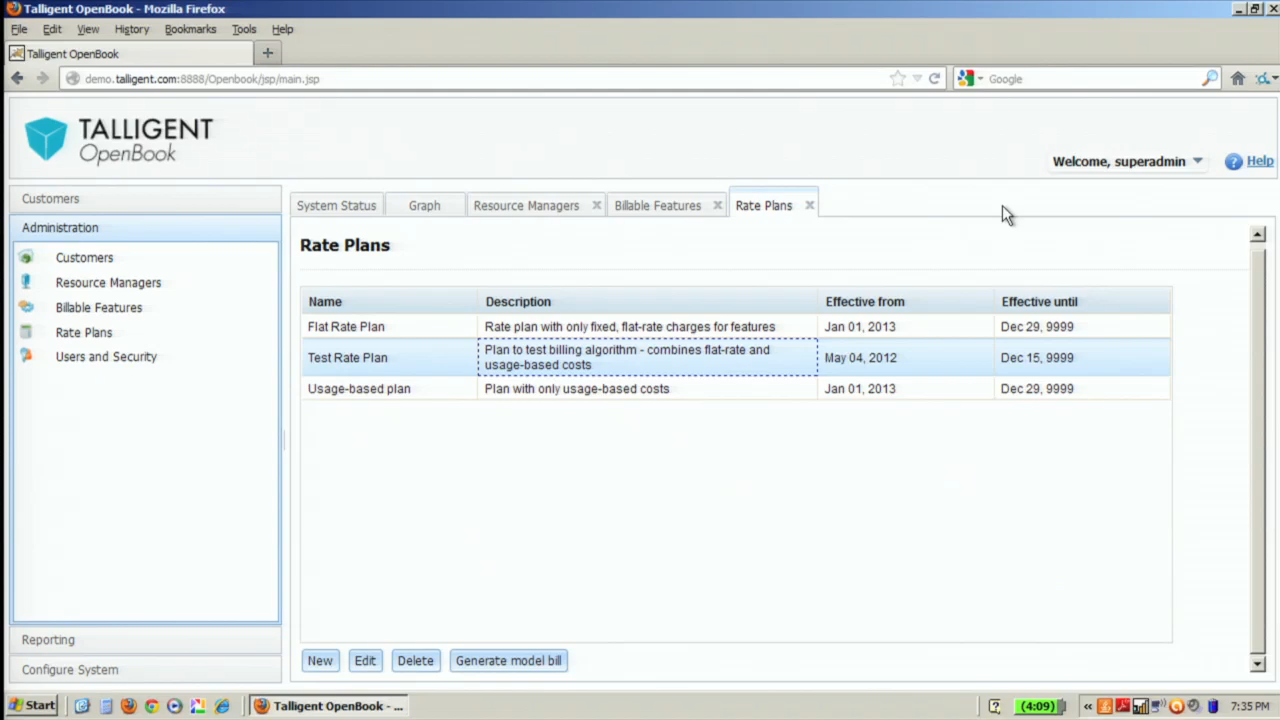 Talligent OpenBook - Mozilla Firefox
File Edit View History Bookmarks Tools Help
Talligent OpenBook
demo.talligent.com:8888/Openbook/jsp/main.jsp
Google
TALLIGENT
OpenBook
Welcome, superadmin
Help
Customers
Administration
Customers
Resource Managers
Billable Features
Rate Plans
Users and Security
Reporting
Configure System
System Status Graph Resource Managers Billable Features Rate Plans
Rate Plans
Name Description Effective from Effective until
Flat Rate Plan Rate plan with only fixed, flat-rate charges for features Jan 01, 2013 Dec 29, 9999
Test Rate Plan Plan to test billing algorithm - combines flat-rate and usage-based costs May 04, 2012 Dec 15, 9999
Usage-based plan Plan with only usage-based costs Jan 01, 2013 Dec 29, 9999
New Edit Delete Generate model bill
Start Talligent OpenBook - ... (4:09) 7:35 PM